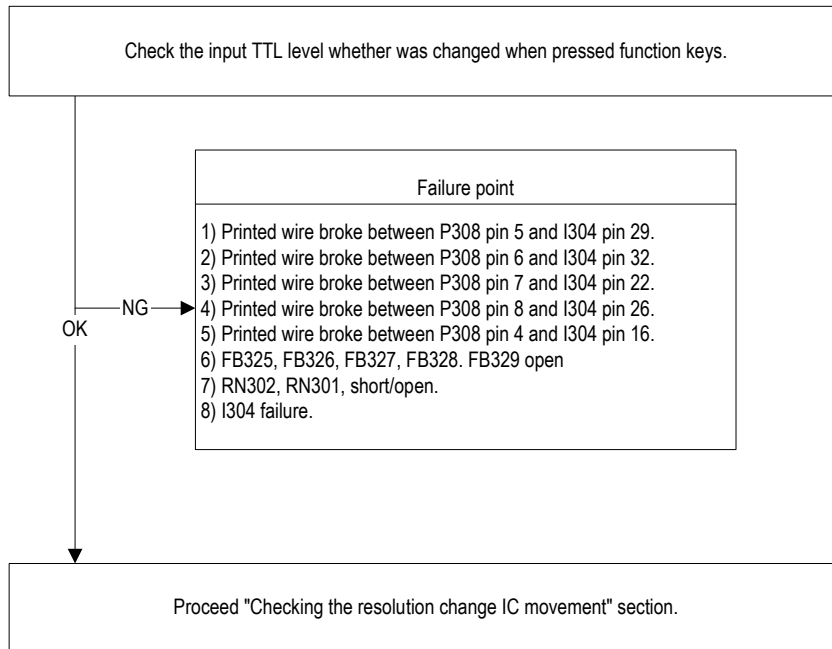 Check the input TTL level whether was changed when pressed function keys.
Failure point
1) Printed wire broke between P308 pin 5 and I304 pin 29.
2) Printed wire broke between P308 pin 6 and I304 pin 32.
3) Printed wire broke between P308 pin 7 and I304 pin 22.
4) Printed wire broke between P308 pin 8 and I304 pin 26.
5) Printed wire broke between P308 pin 4 and I304 pin 16.
6) FB325, FB326, FB327, FB328. FB329 open
7) RN302, RN301, short/open.
8) I304 failure.
NG
OK
Proceed "Checking the resolution change IC movement" section.